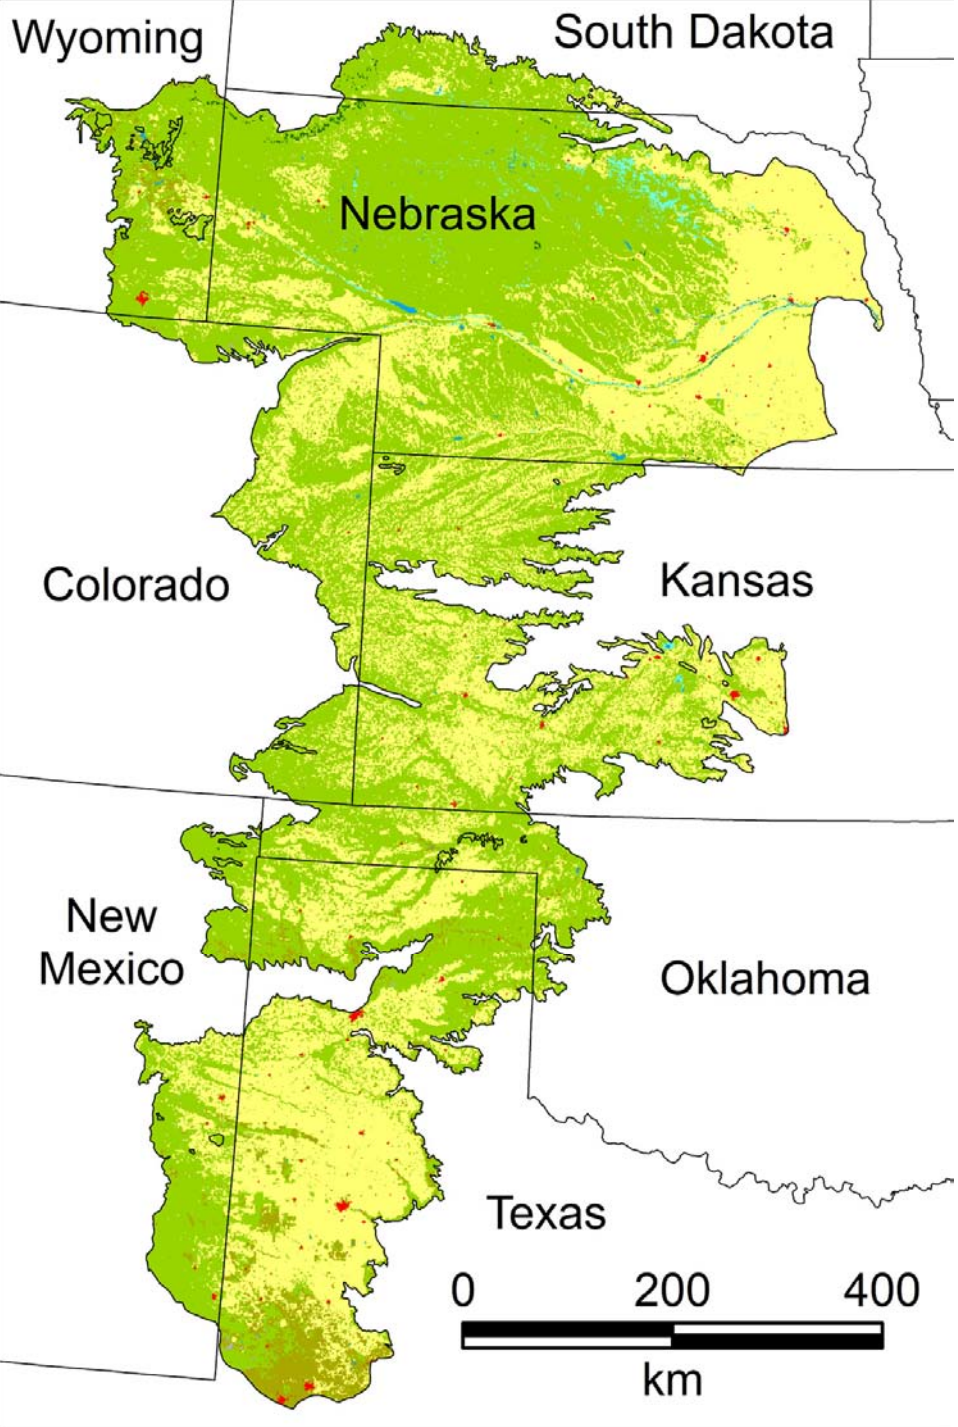 Wyoming
South Dakota
Nebraska
Colorado
Kansas
New
Mexico
Oklahoma
Texas
0 200 400
km